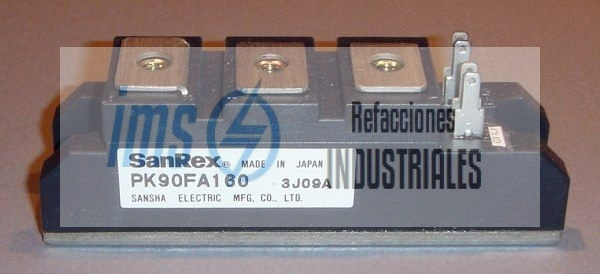 ims
Refacciones
INDUSTRIALES
SanRex® MADE IN JAPAN
PK90FA160 3J09A
SANSHA ELECTRIC MFG, CO., LTD.